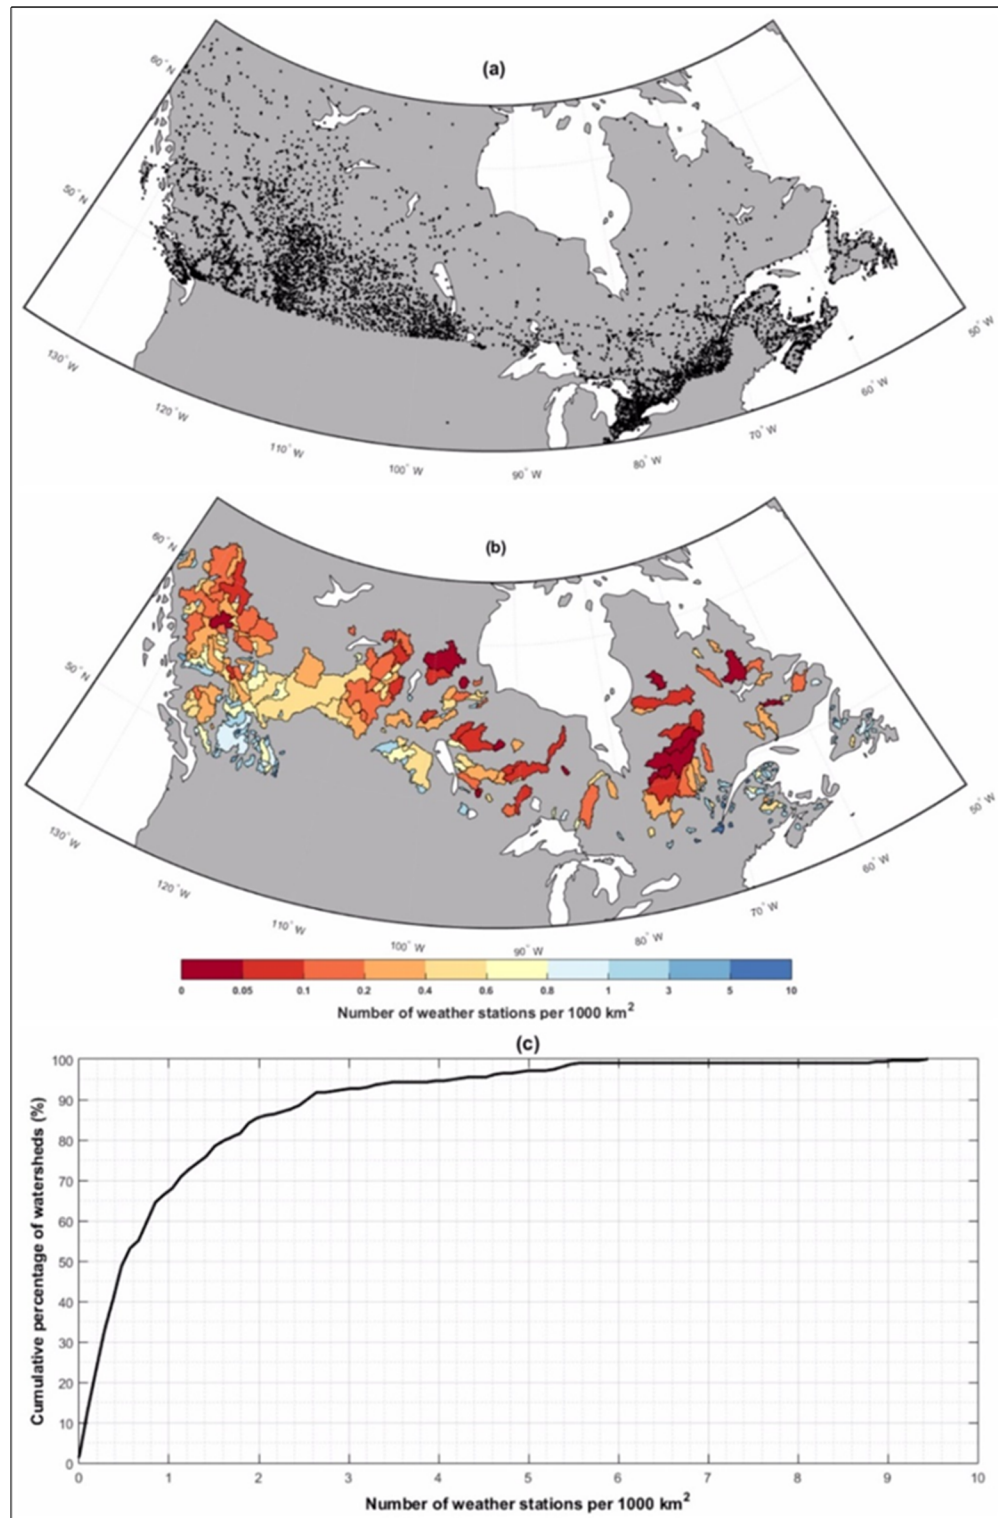 (a)
60° N
50° N
130° W
120° W
110° W
100° W
90° W
80° W
70° W
60° W
50° W
(b)
60° N
50° N
130° W
120° W
110° W
100° W
90° W
80° W
70° W
60° W
50° W
0 0.05 0.1 0.2 0.4 0.6 0.8 1 3 5 10
Number of weather stations per 1000 km²
(c)
Cumulative percentage of watersheds (%)
100
90
80
70
60
50
40
30
20
10
0
0 1 2 3 4 5 6 7 8 9 10
Number of weather stations per 1000 km²